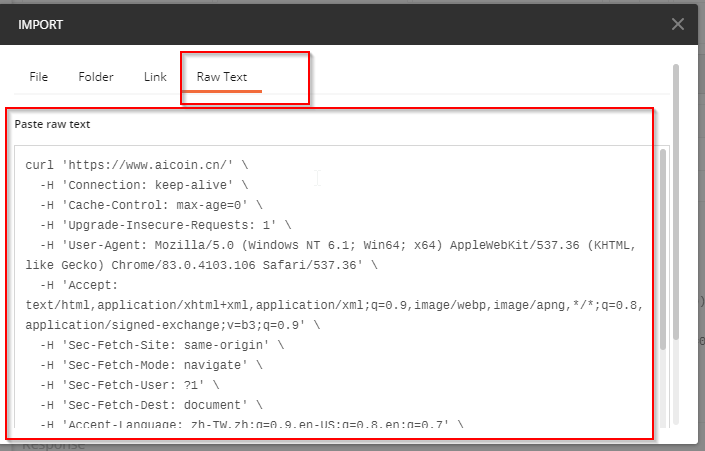 IMPORT
File Folder Link Raw Text
Paste raw text
curl 'https://www.aicoin.cn/' \
-H 'Connection: keep-alive' \
-H 'Cache-Control: max-age=0' \
-H 'Upgrade-Insecure-Requests: 1' \
-H 'User-Agent: Mozilla/5.0 (Windows NT 6.1; Win64; x64) AppleWebKit/537.36 (KHTML,
like Gecko) Chrome/83.0.4103.106 Safari/537.36' \
-H 'Accept:
text/html,application/xhtml+xml,application/xml;q=0.9,image/webp,image/apng,*/*;q=0.8,
application/signed-exchange;v=b3;q=0.9' \
-H 'Sec-Fetch-Site: same-origin' \
-H 'Sec-Fetch-Mode: navigate' \
-H 'Sec-Fetch-User: ?1' \
-H 'Sec-Fetch-Dest: document' \
-H 'Accept-Language: zh-TW,zh;q=0.9,en-US;q=0.8,en;q=0.7' \
Response